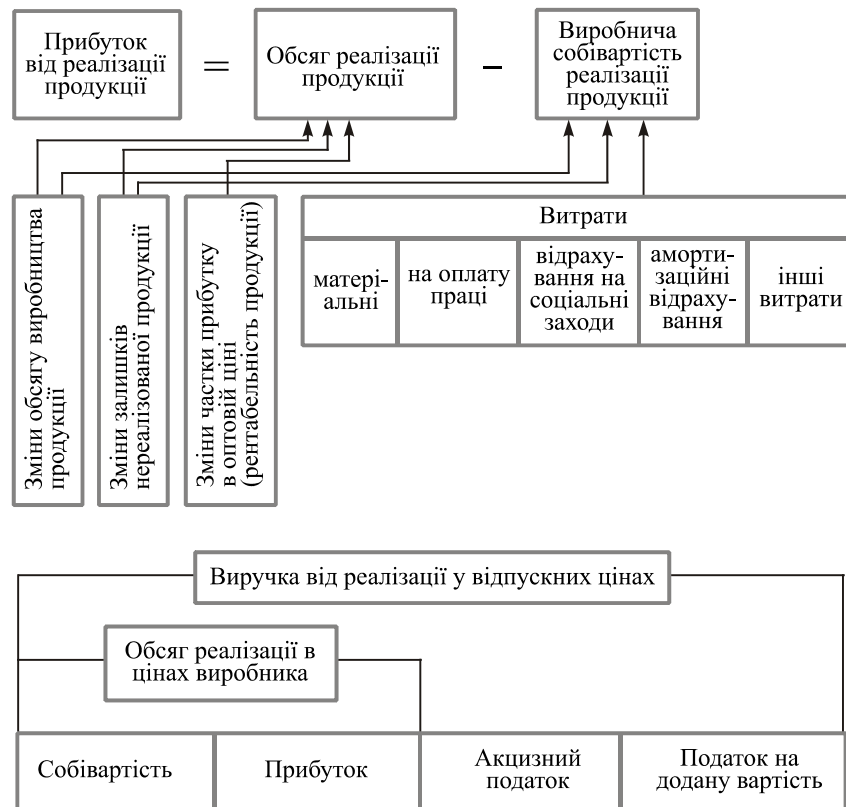 Прибуток
від реалізації
продукції
=
Обсяг реалізації
продукції
–
Виробнича
собівартість
реалізації
продукції
Зміни обсягу виробництва
продукції
Зміни залишків
нереалізованої продукції
Зміни частки прибутку
в оптовій ціні
(рентабельність продукції)
Витрати
матері-
альні
на оплату
праці
відраху-
вання на
соціальні
заходи
аморти-
заційні
відраху-
вання
інші
витрати
Виручка від реалізації у відпускних цінах
Обсяг реалізації в
цінах виробника
Собівартість
Прибуток
Акцизний
податок
Податок на
додану вартість